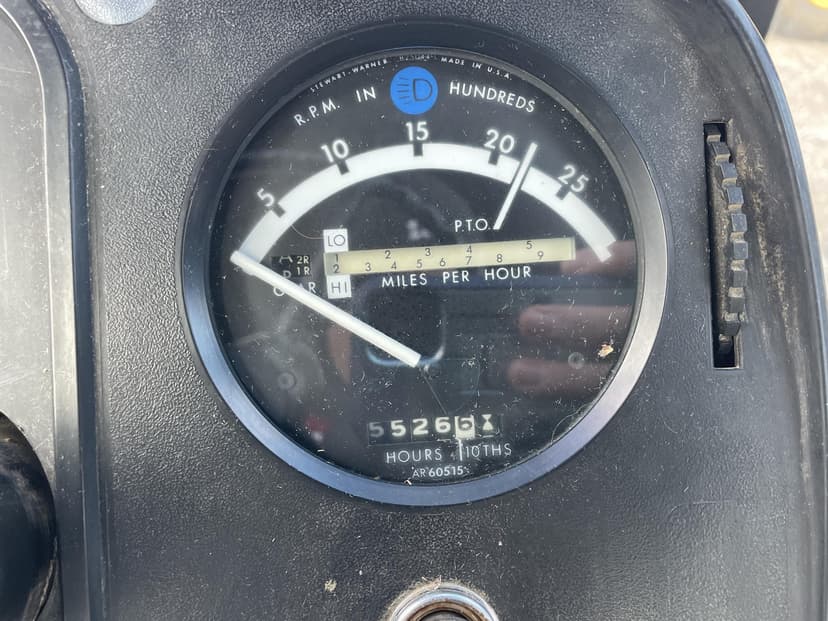 STEWART-WARNER MADE IN U.S.A.
R.P.M. IN D HUNDREDS
5 10 15 20 25
P.T.O.
LO
2 3 4 5
1
2 3 4 5 6 7 8 9
HI
2R
1R
MILES PER HOUR
5526
HOURS 10THS
AR60515